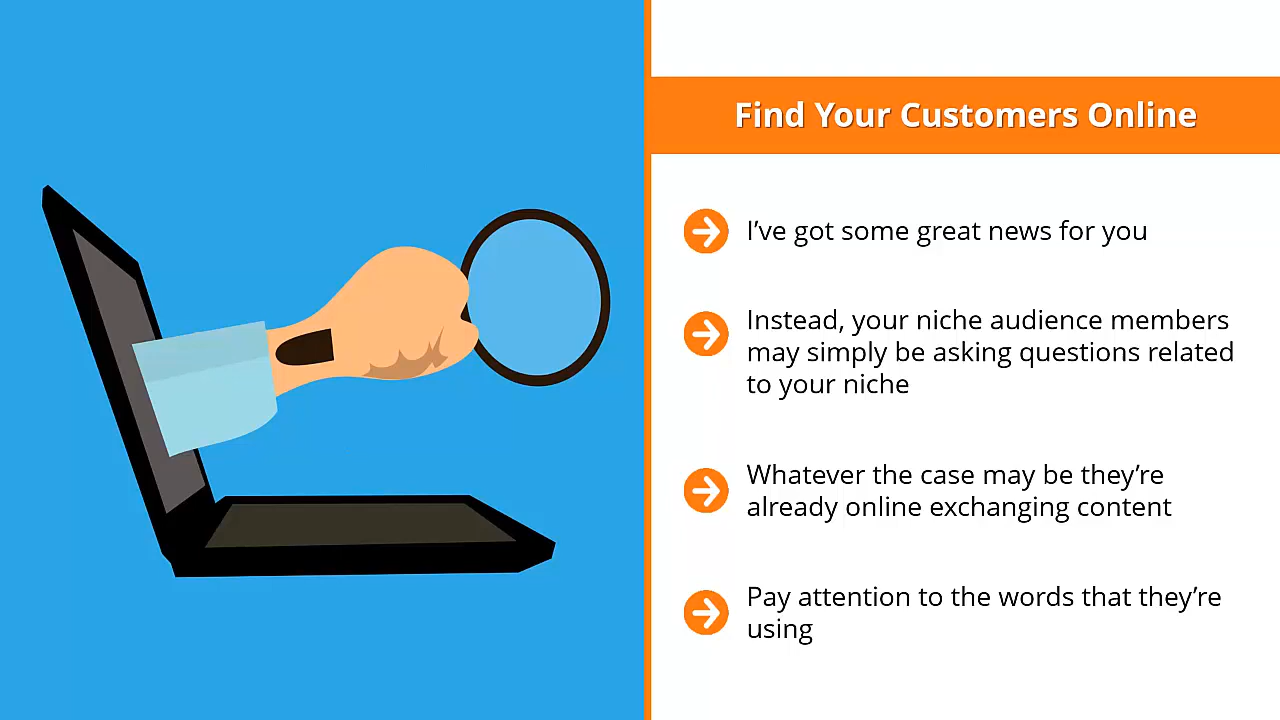 Find Your Customers Online
I’ve got some great news for you
Instead, your niche audience members
may simply be asking questions related
to your niche
Whatever the case may be they’re
already online exchanging content
Pay attention to the words that they’re
using